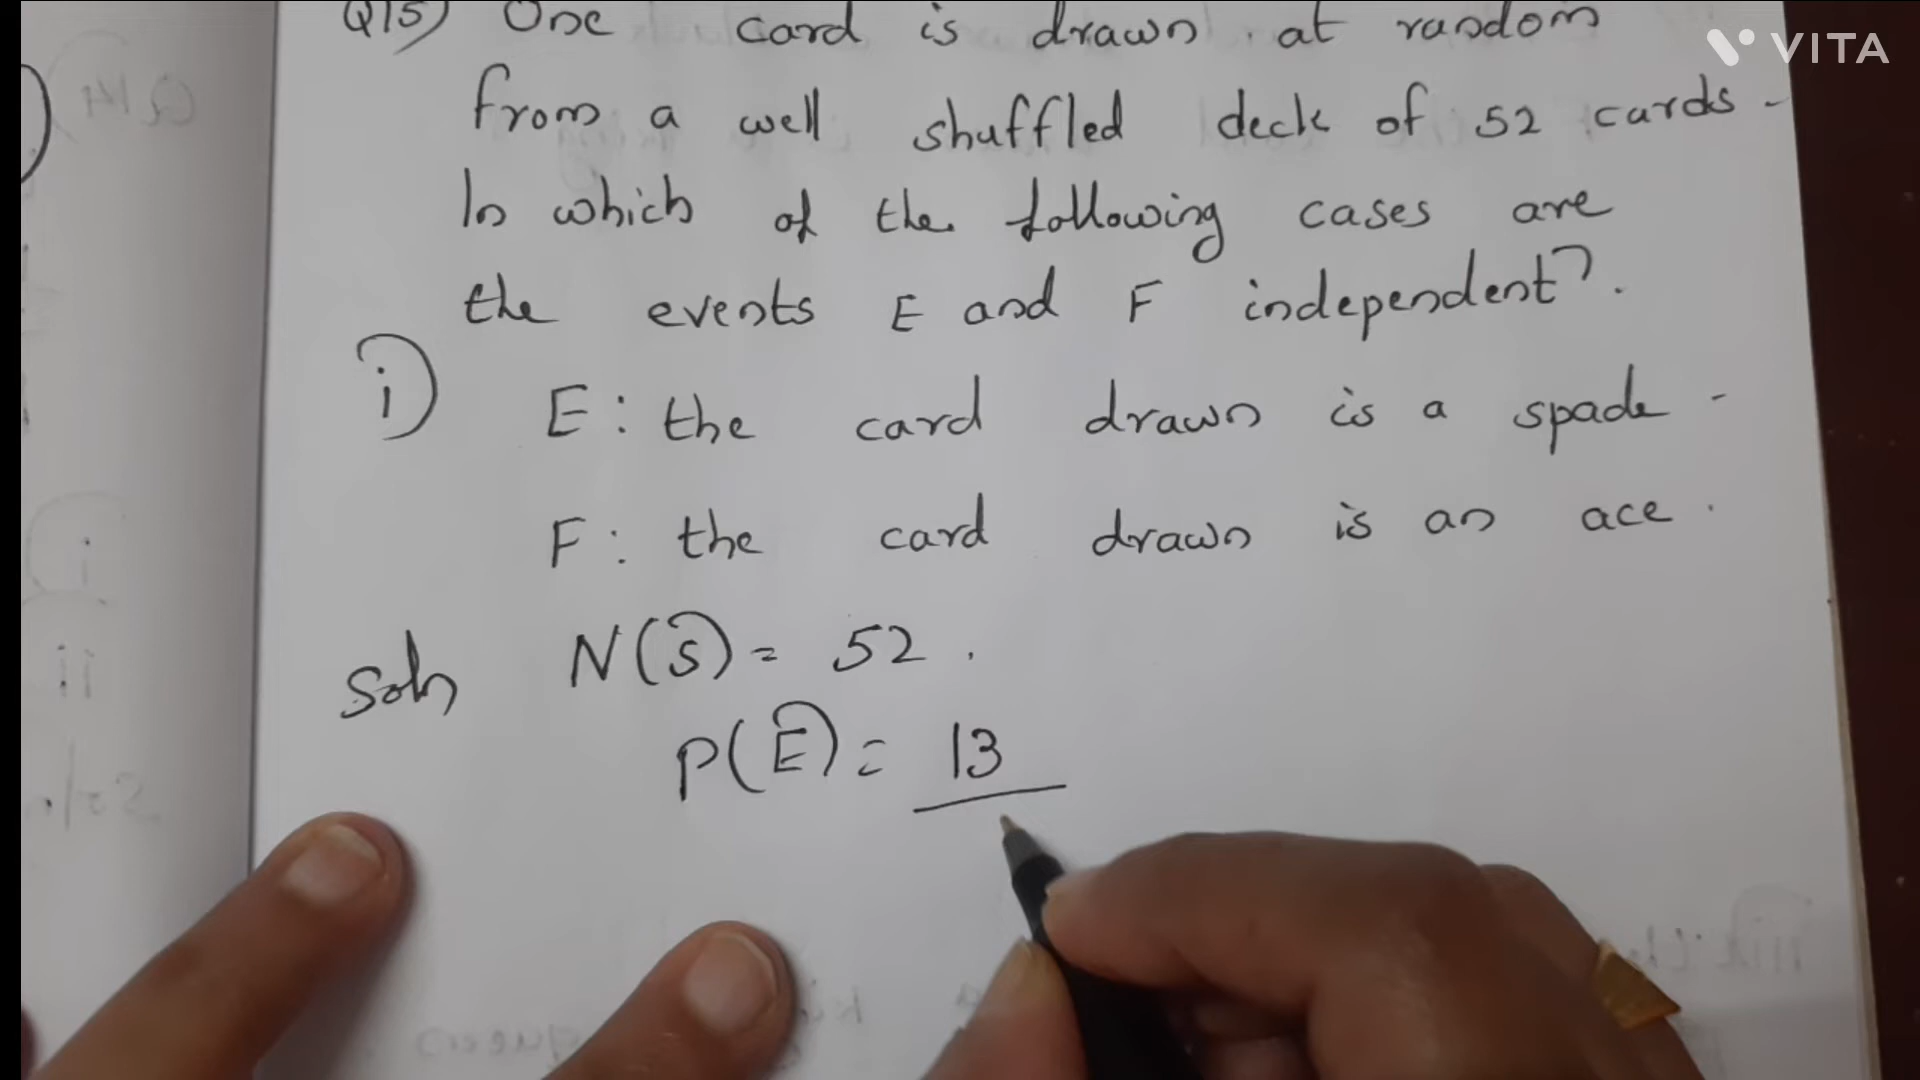 Q15) One card is drawn at random
VITA
from a well shuffled deck of 52 cards.
In which of the following cases are
the events E and F independent?.
i) E: the card drawn is a spade.
F: the card drawn is an ace.
Soln N(S) = 52.
P(E) = 13